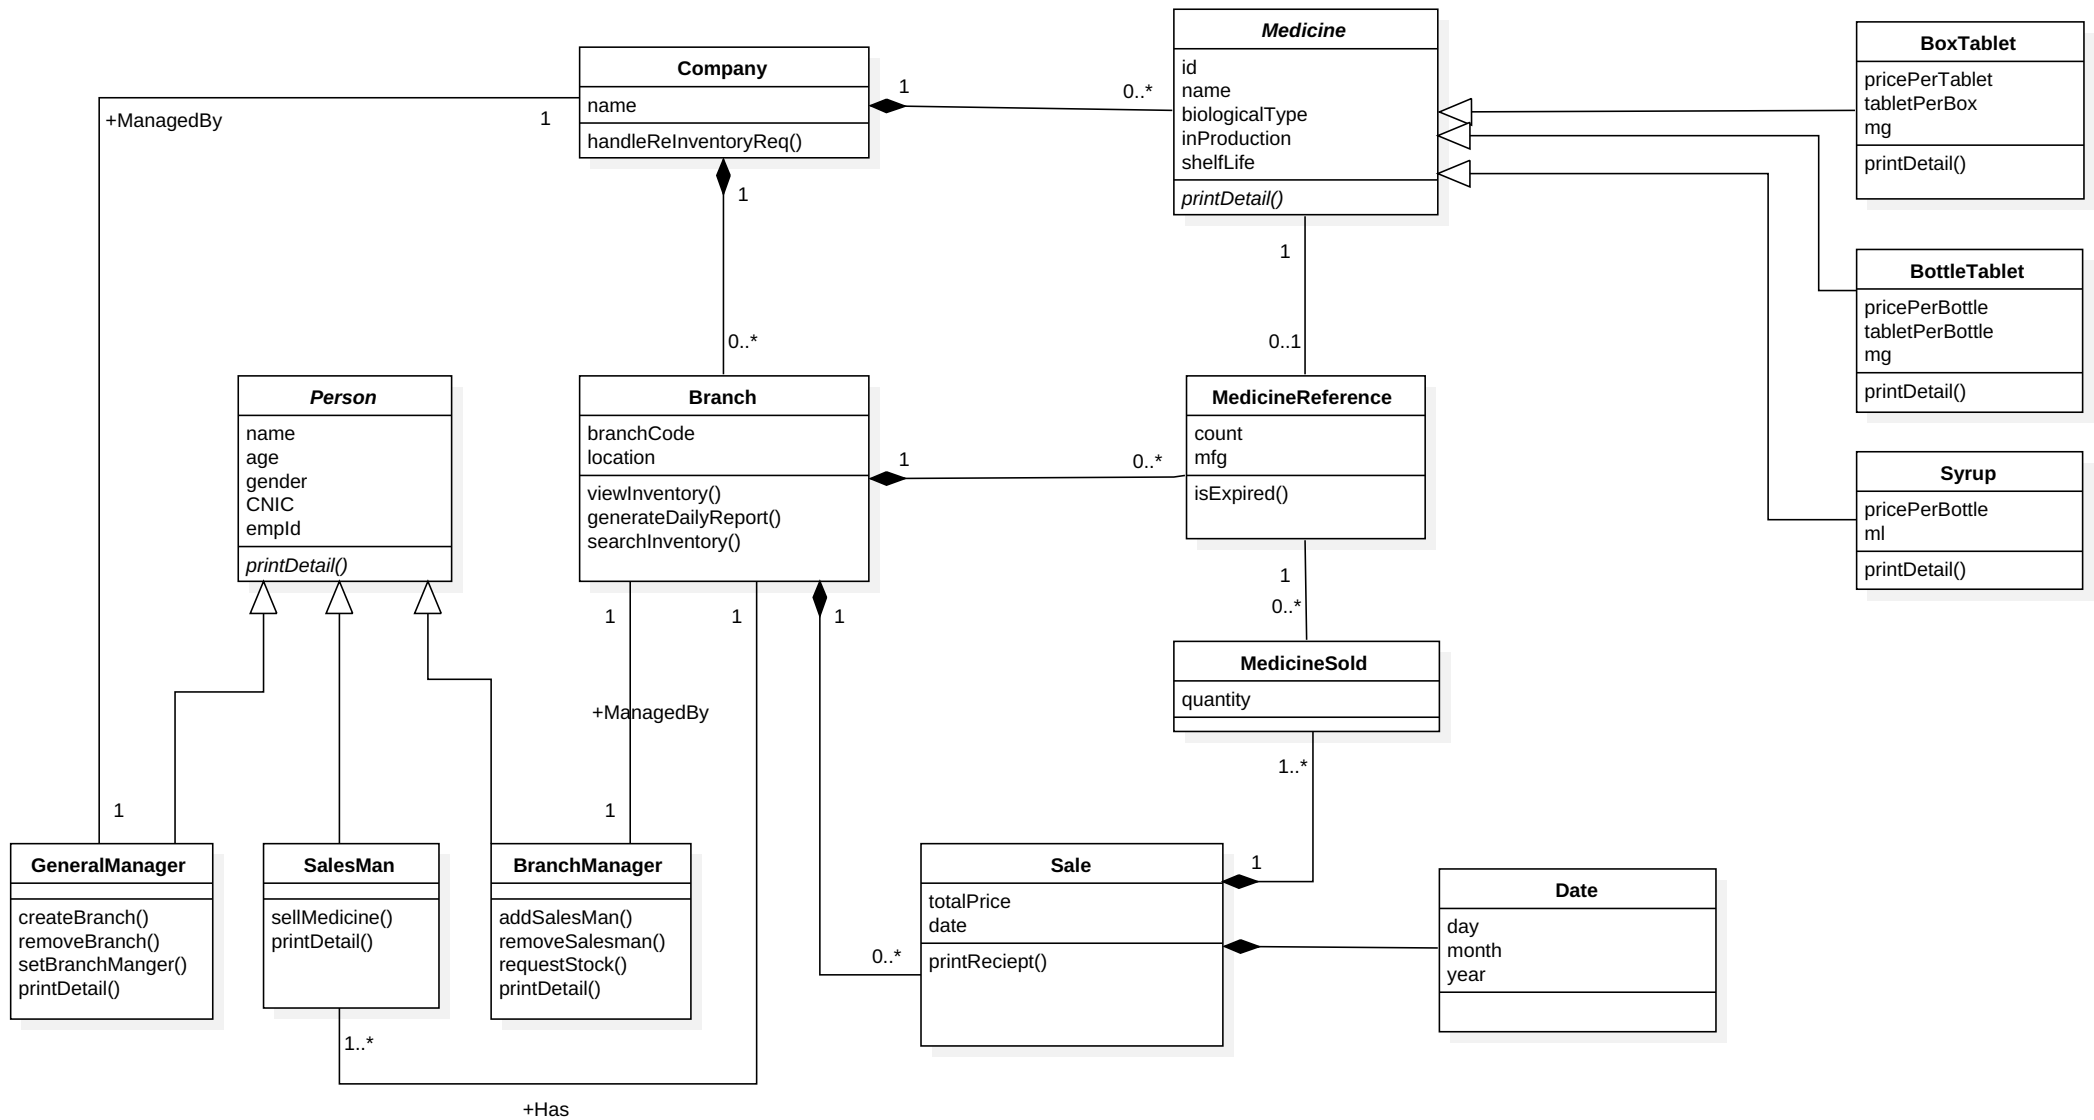 Company
name
handleReInventoryReq()
1
0..*
1
0..*
+ManagedBy
1
1
Medicine
id
name
biologicalType
inProduction
shelfLife
printDetail()
1
0..1
BoxTablet
pricePerTablet
tabletPerBox
mg
printDetail()
BottleTablet
pricePerBottle
tabletPerBottle
mg
printDetail()
Syrup
pricePerBottle
ml
printDetail()
Person
name
age
gender
CNIC
empId
printDetail()
Branch
branchCode
location
viewInventory()
generateDailyReport()
searchInventory()
1
0..*
1
1
1
+ManagedBy
1
0..*
MedicineReference
count
mfg
isExpired()
1
0..*
MedicineSold
quantity
1..*
GeneralManager
createBranch()
removeBranch()
setBranchManger()
printDetail()
SalesMan
sellMedicine()
printDetail()
1..*
+Has
BranchManager
addSalesMan()
removeSalesman()
requestStock()
printDetail()
Sale
totalPrice
date
printReciept()
1
Date
day
month
year